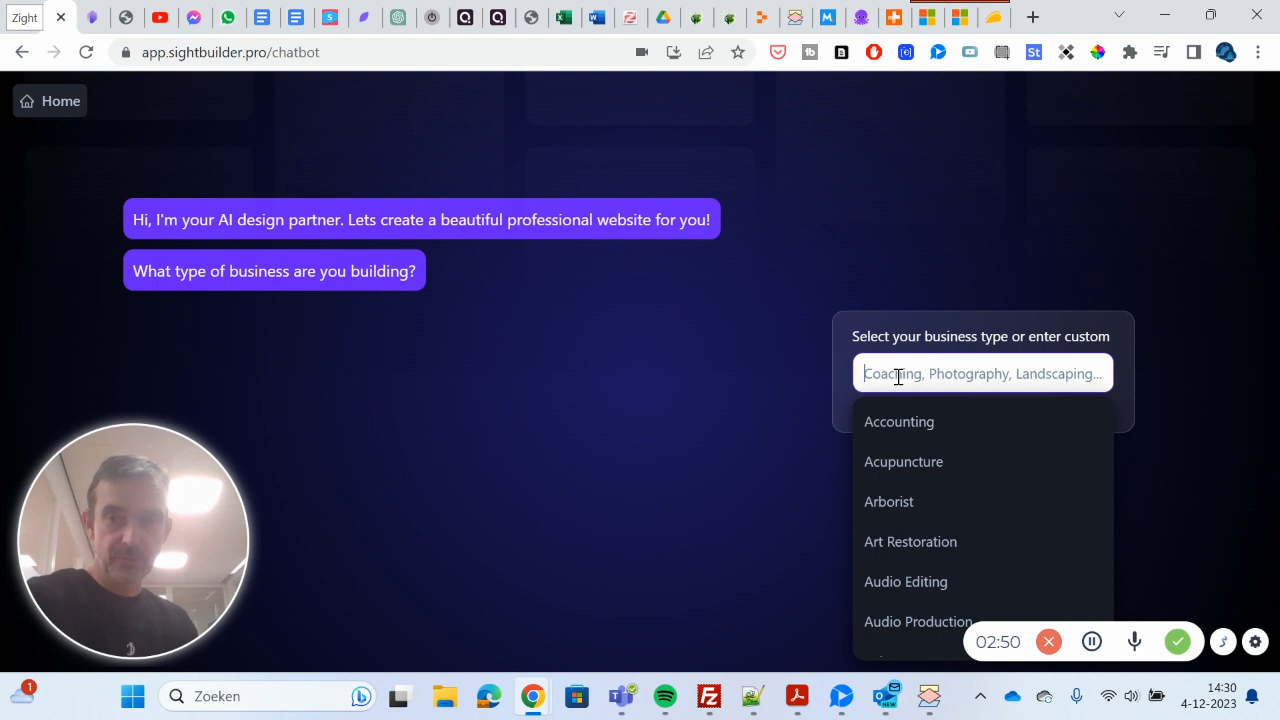 Zight
app.sightbuilder.pro/chatbot
Home
Hi, I'm your AI design partner. Lets create a beautiful professional website for you!
What type of business are you building?
Select your business type or enter custom
Coaching, Photography, Landscaping...
Accounting
Acupuncture
Arborist
Art Restoration
Audio Editing
Audio Production
02:50
1
Zoeken
NEW
14:30
4-12-2023